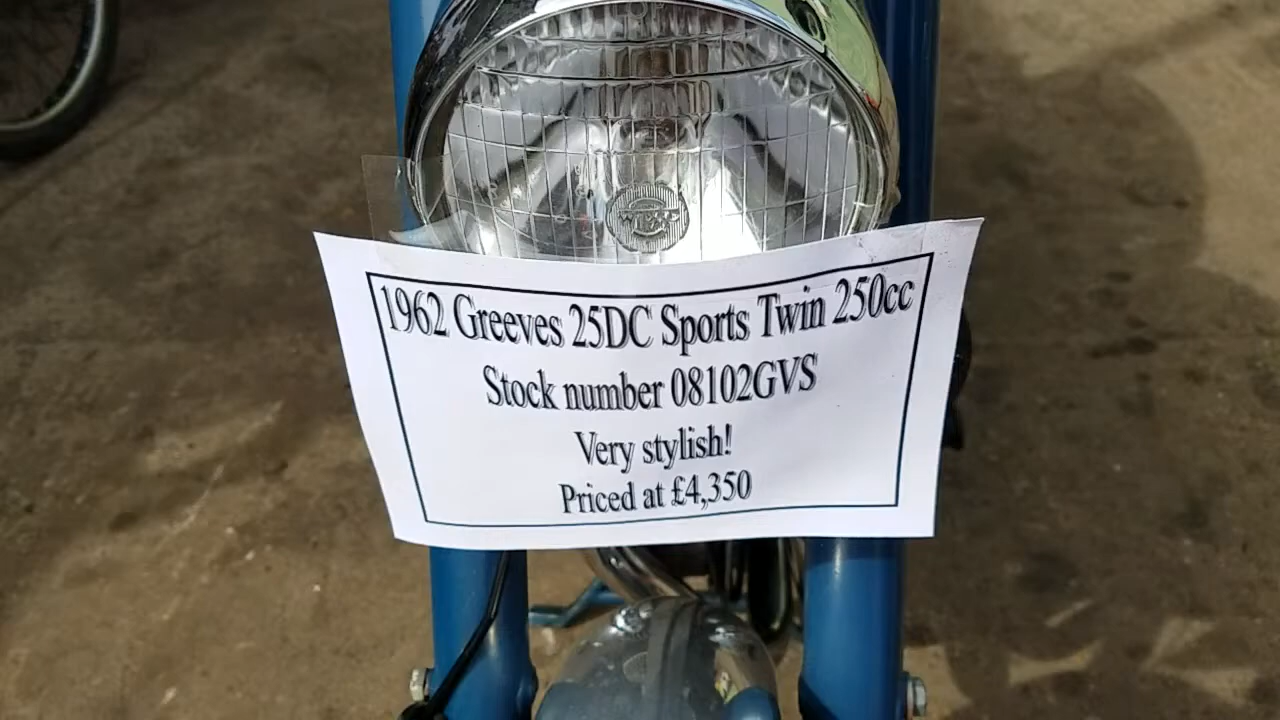 1962 Greeves 25DC Sports Twin 250cc
Stock number 08102GVS
Very stylish!
Priced at £4,350